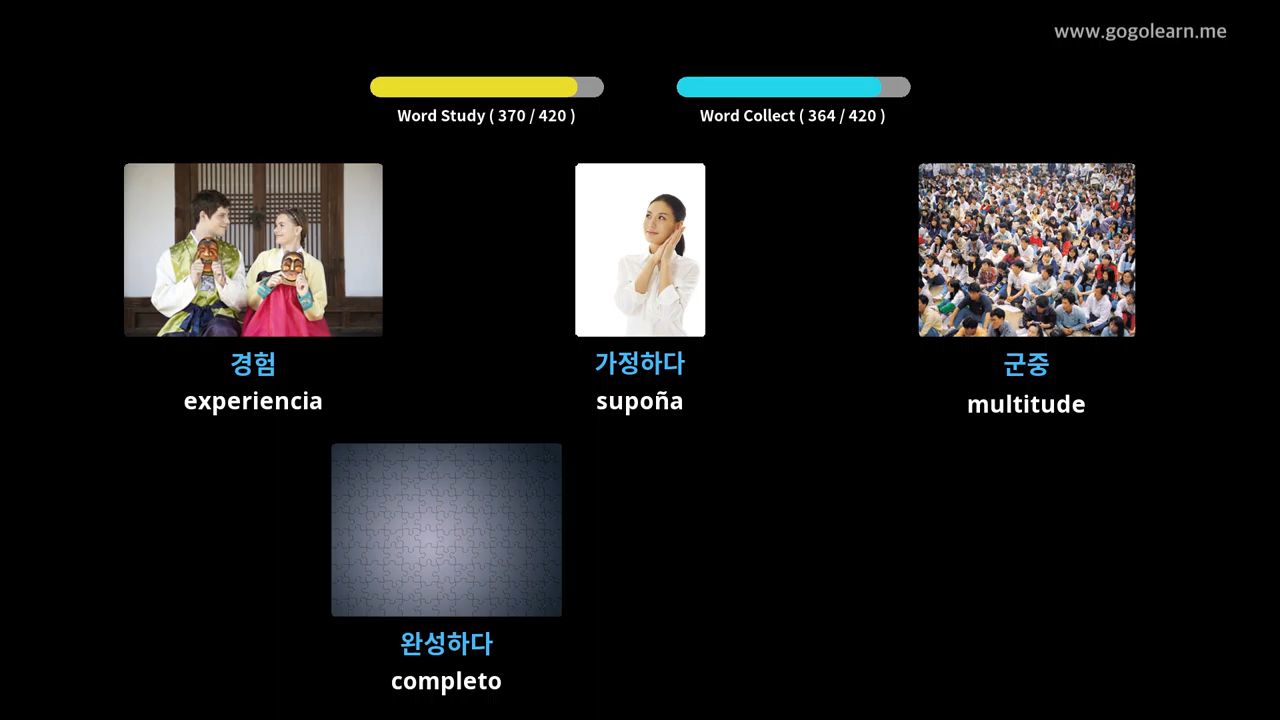 www.gogolearn.me
Word Study ( 370 / 420 )
Word Collect ( 364 / 420 )
경험
experiencia
가정하다
supoña
군중
multitude
완성하다
completo